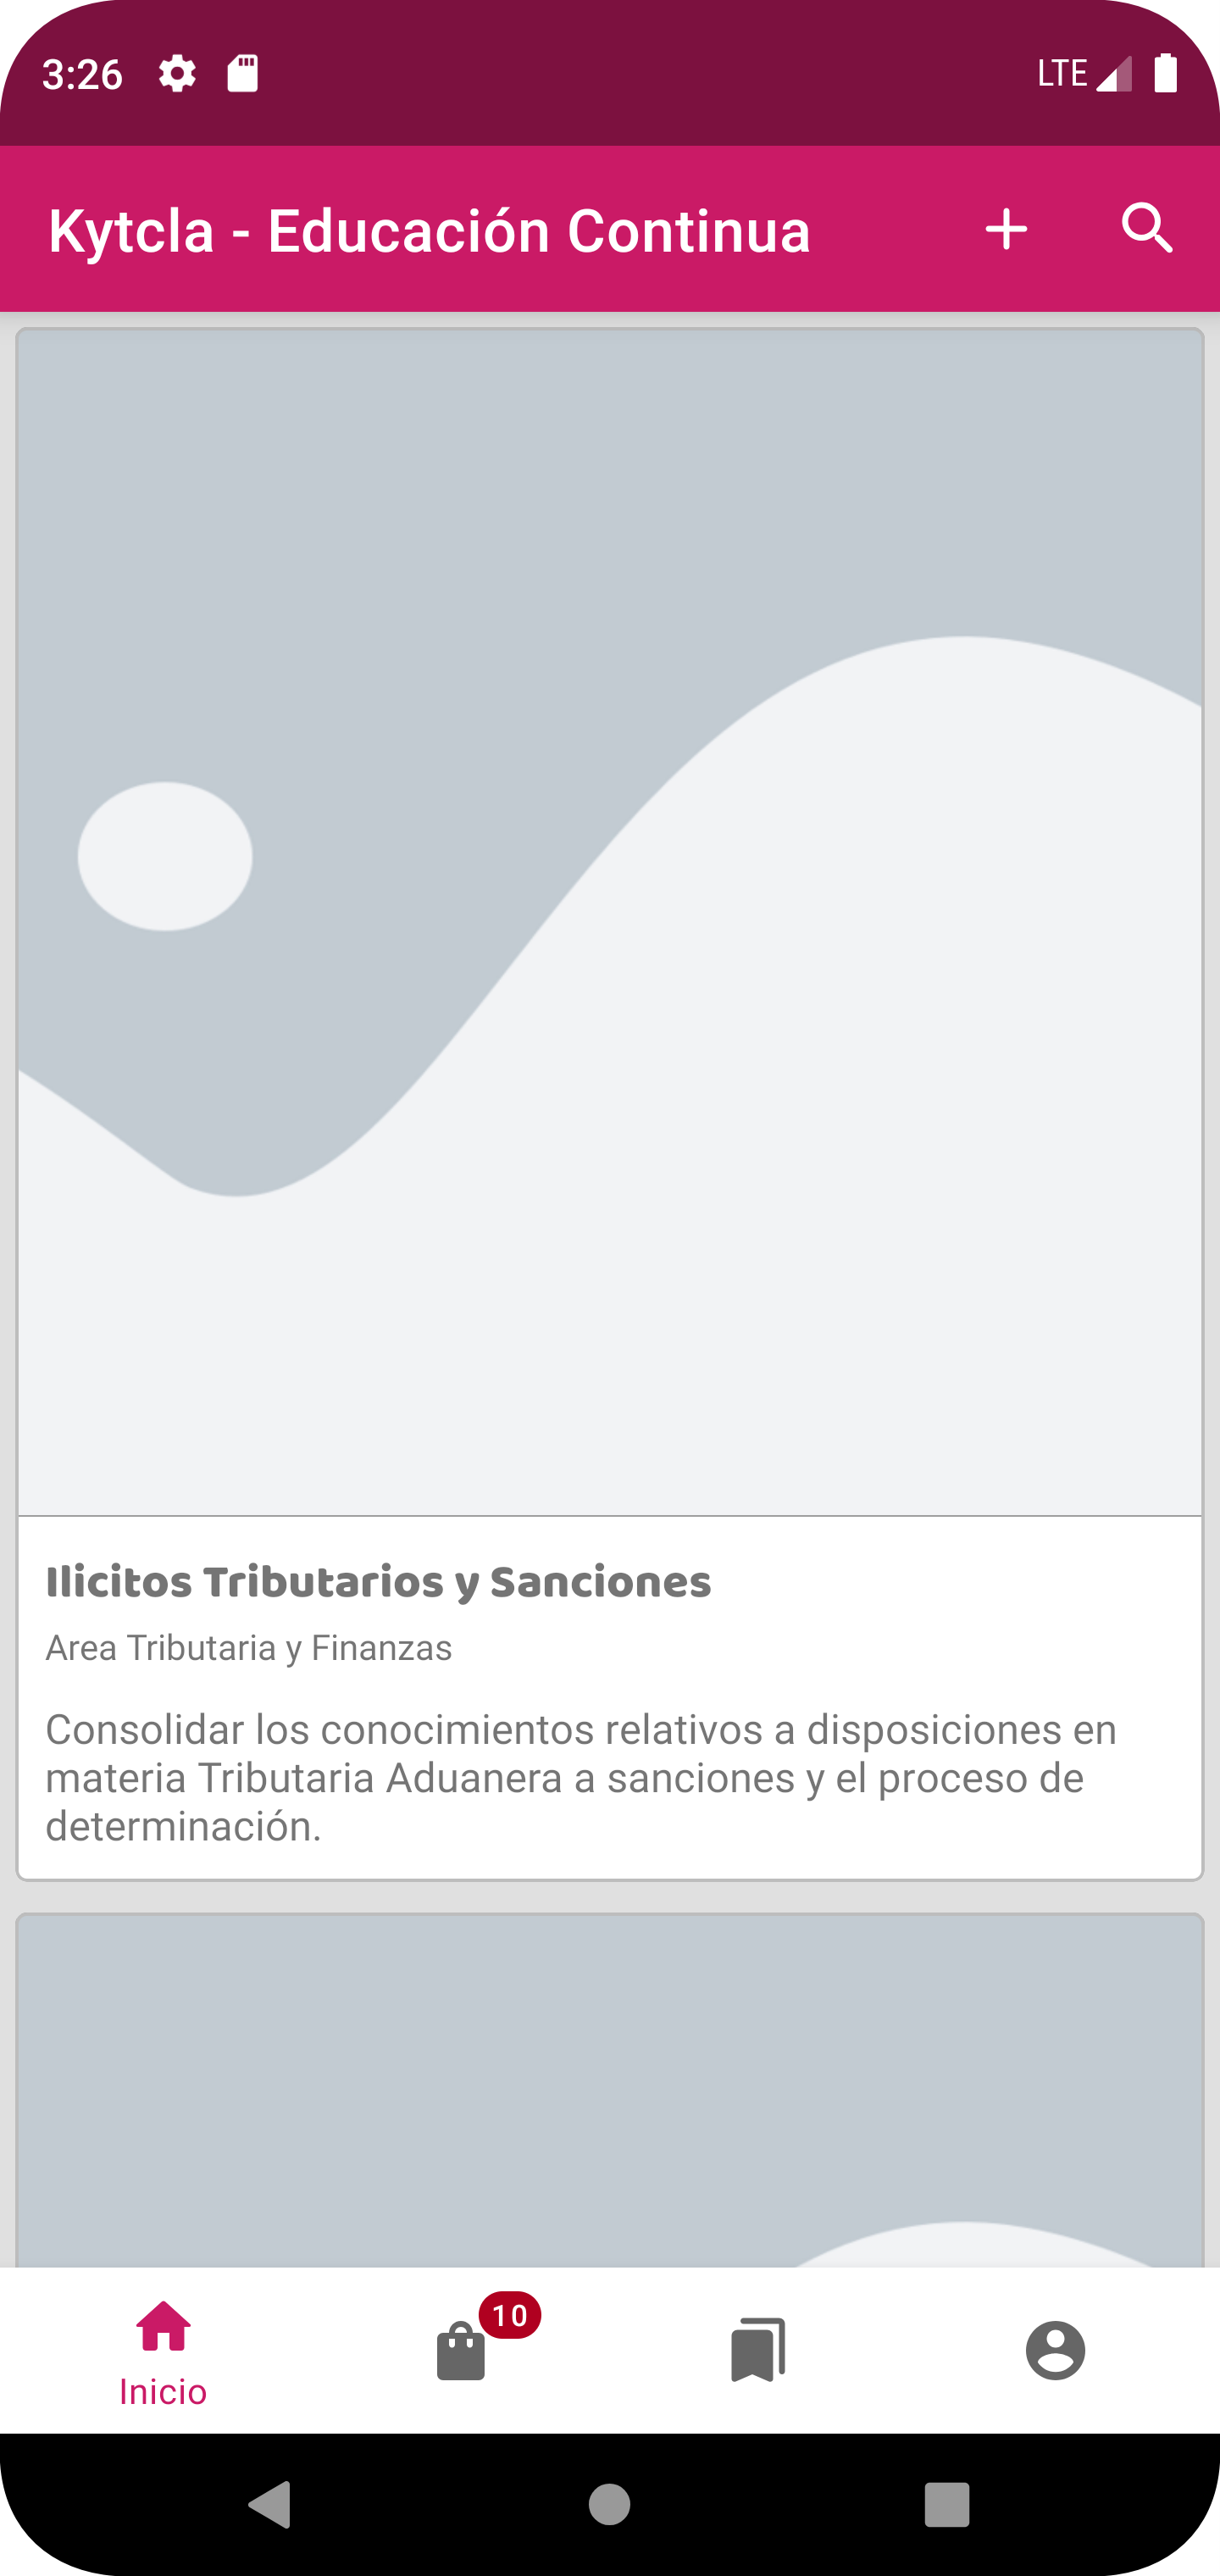 3:26 LTE
Kytcla - Educación Continua
Ilicitos Tributarios y Sanciones
Area Tributaria y Finanzas
Consolidar los conocimientos relativos a disposiciones en
materia Tributaria Aduanera a sanciones y el proceso de
determinación.
10
Inicio